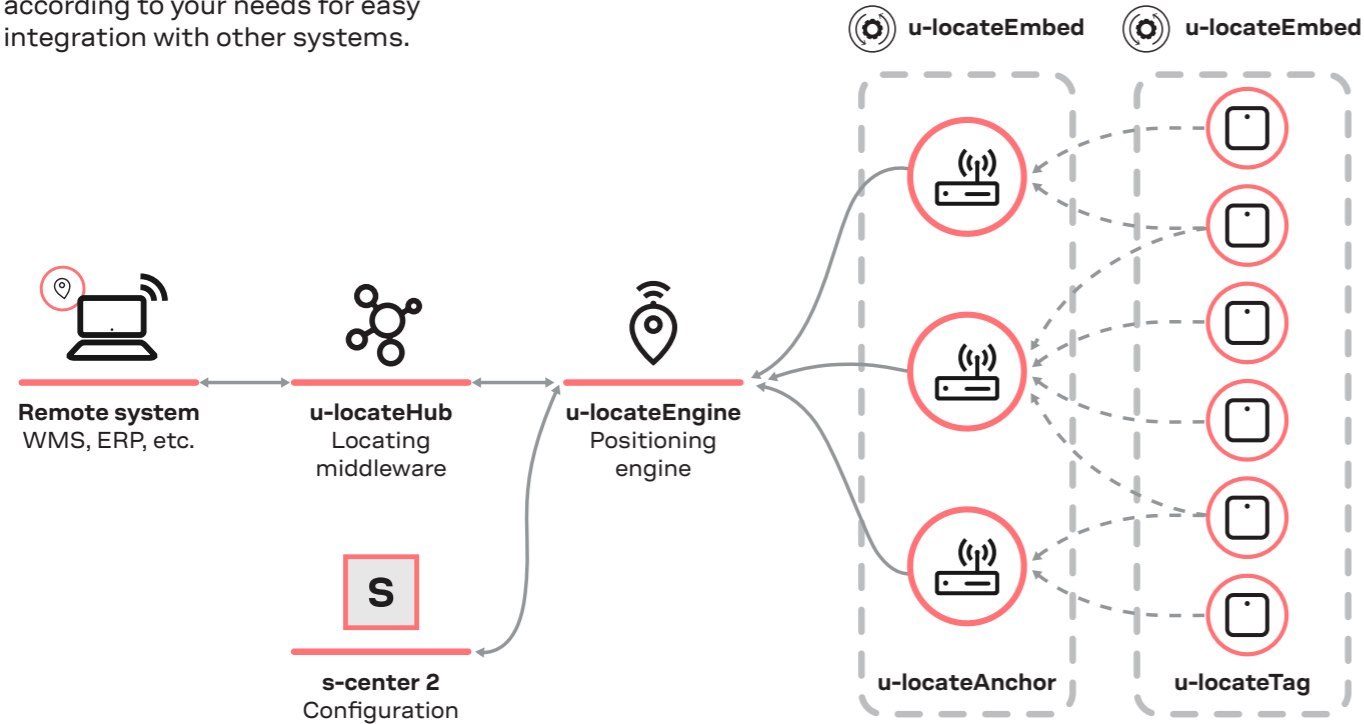 according to your needs for easy
integration with other systems.
u-locateEmbed
u-locateEmbed
Remote system
WMS, ERP, etc.
u-locateHub
Locating
middleware
u-locateEngine
Positioning
engine
S
s-center 2
Configuration
u-locateAnchor
u-locateTag